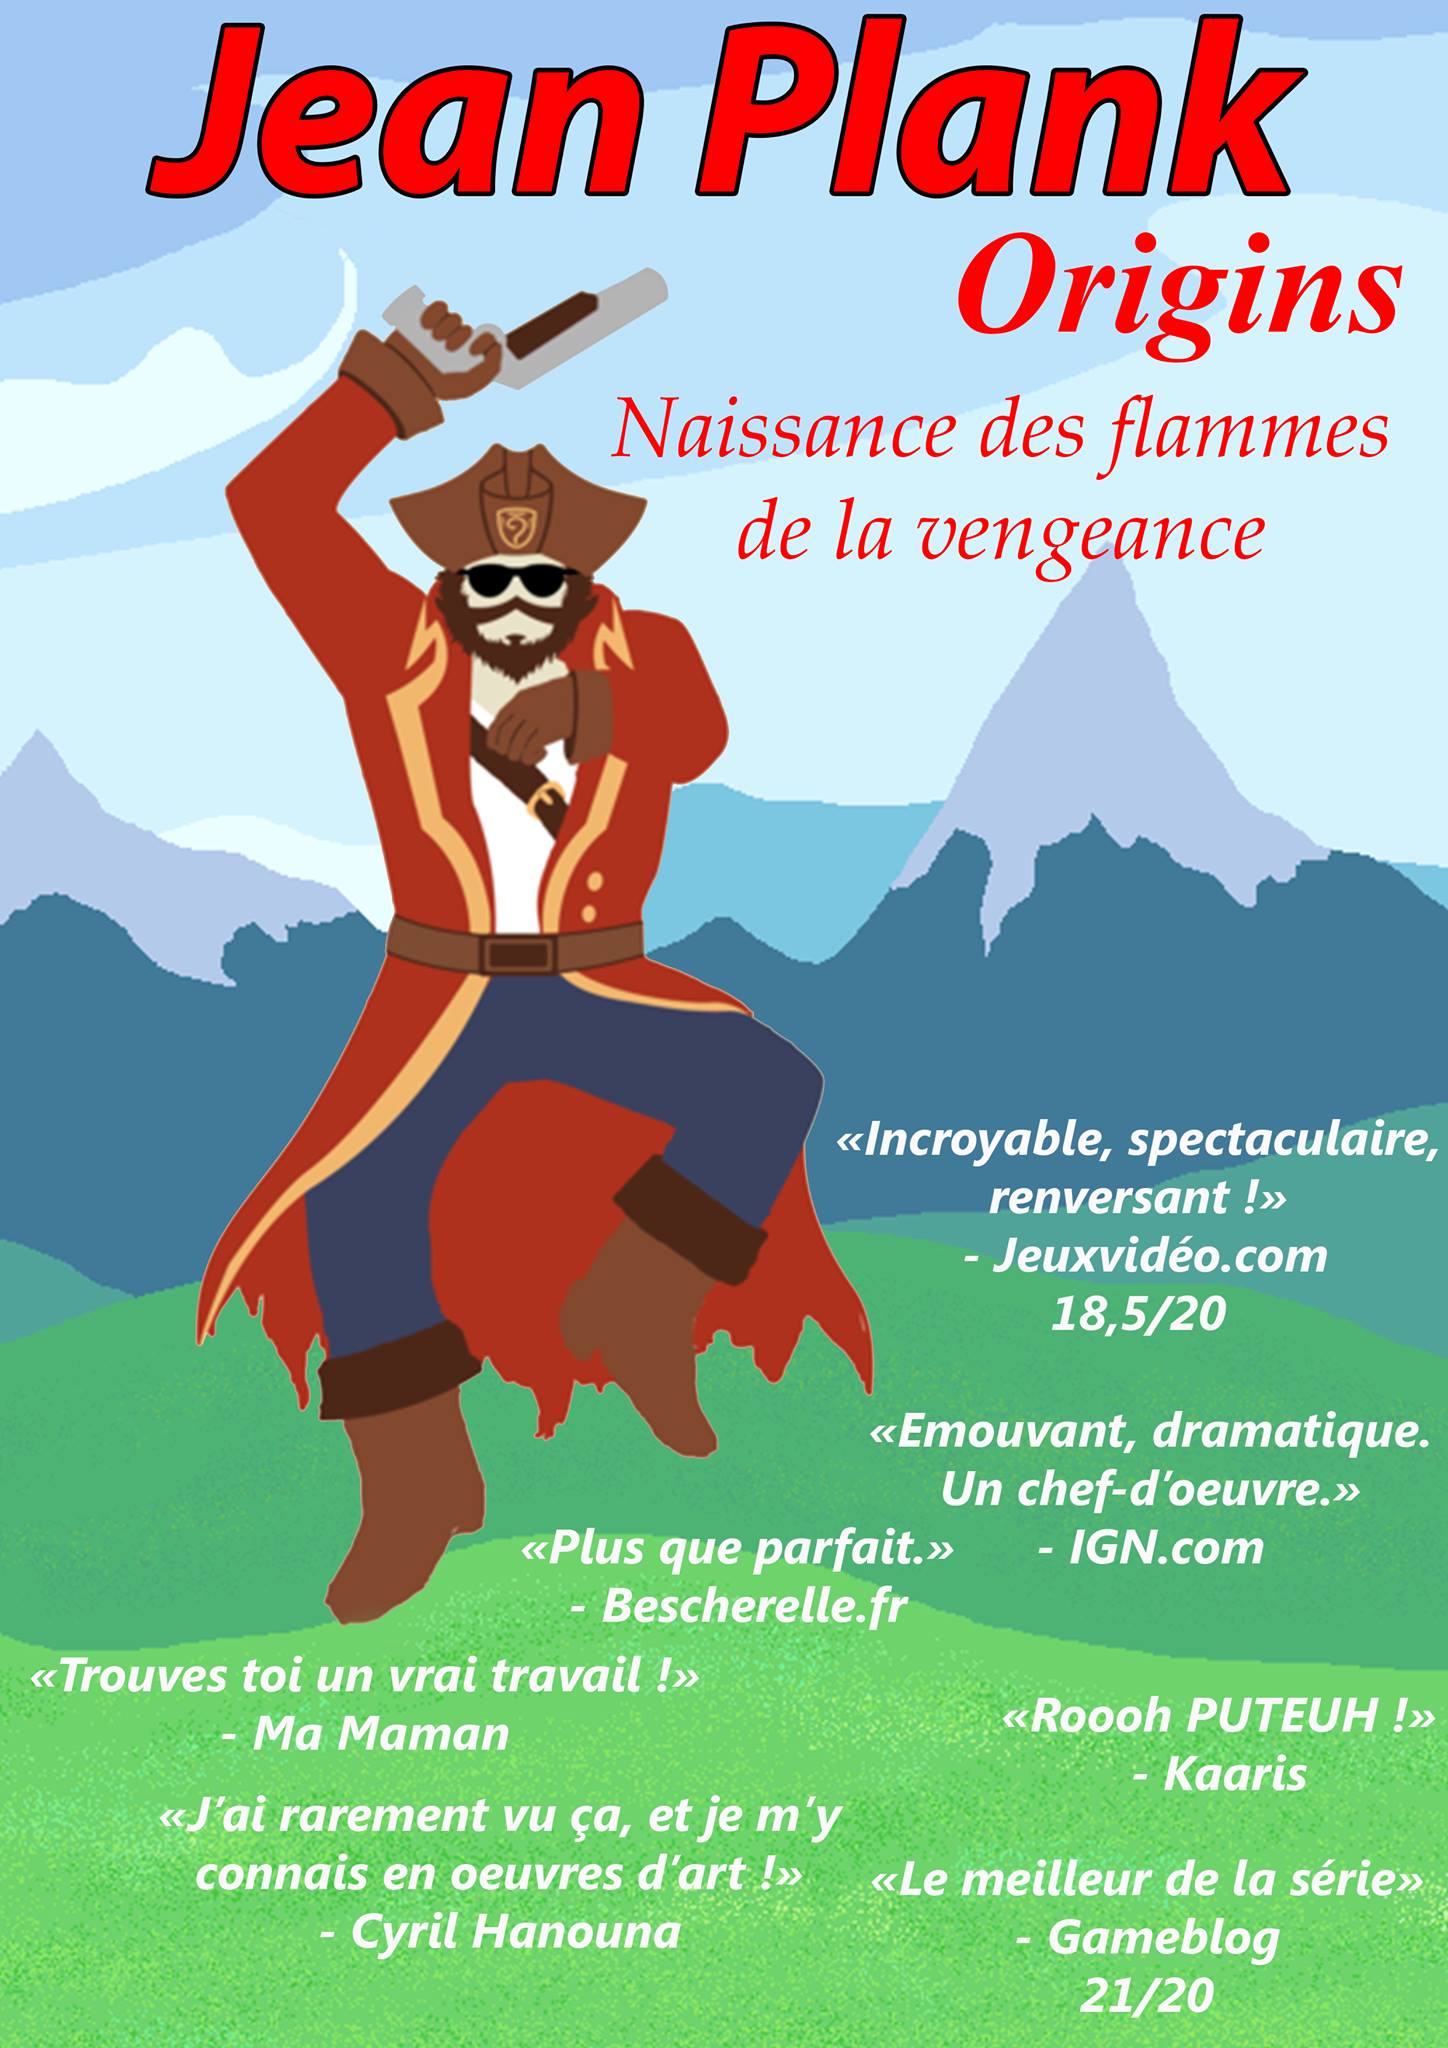 Jean Plank
Origins
Naissance des flammes
de la vengeance
«Incroyable, spectaculaire,
renversant !»
- Jeuxvidéo.com
18,5/20
«Emouvant, dramatique.
Un chef-d'oeuvre.»
- IGN.com
«Plus que parfait.»
- Bescherelle.fr
«Trouves toi un vrai travail !»
- Ma Maman
«Roooh PUTEUH !»
- Kaaris
«J'ai rarement vu ça, et je m'y
connais en oeuvres d'art !»
- Cyril Hanouna
«Le meilleur de la série»
- Gameblog
21/20